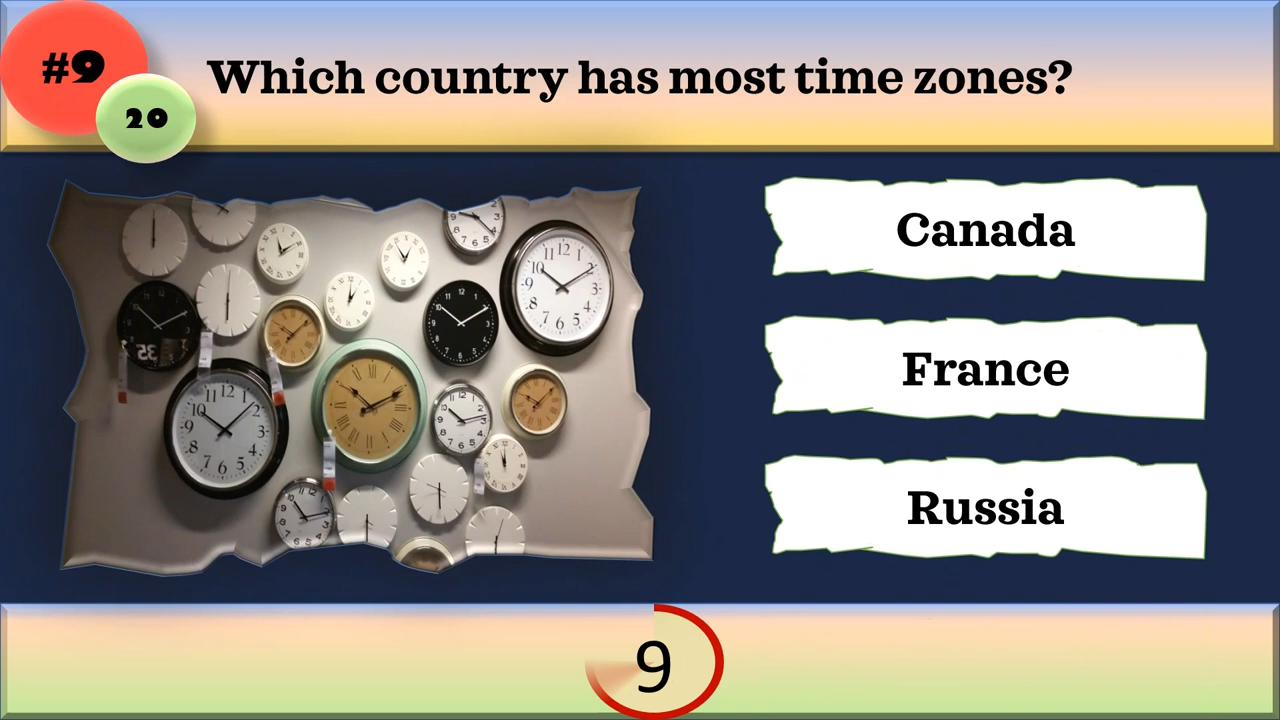 #9
20
Which country has most time zones?
Canada
France
Russia
9